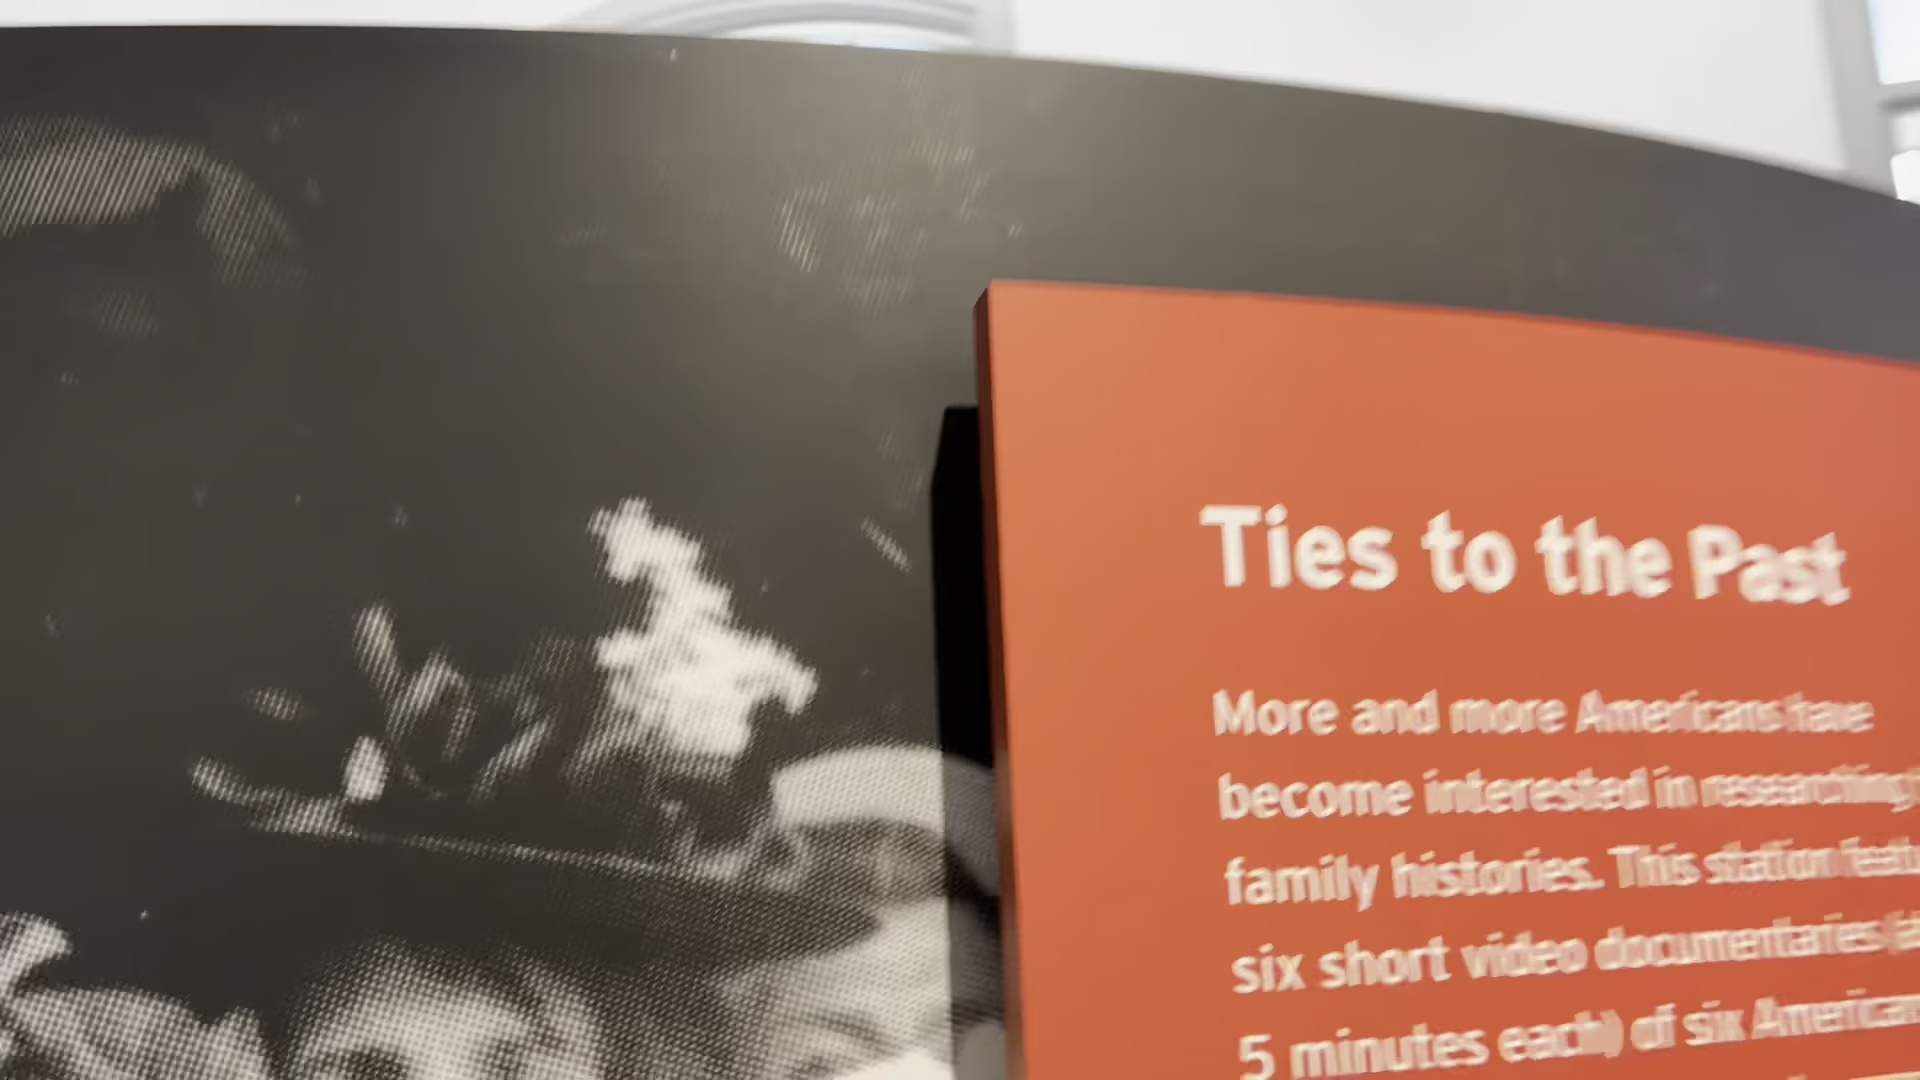 Ties to the Past
More and more Americans have
become interested in researching
family histories. This station
six short video documentaries
5 minutes each) of six